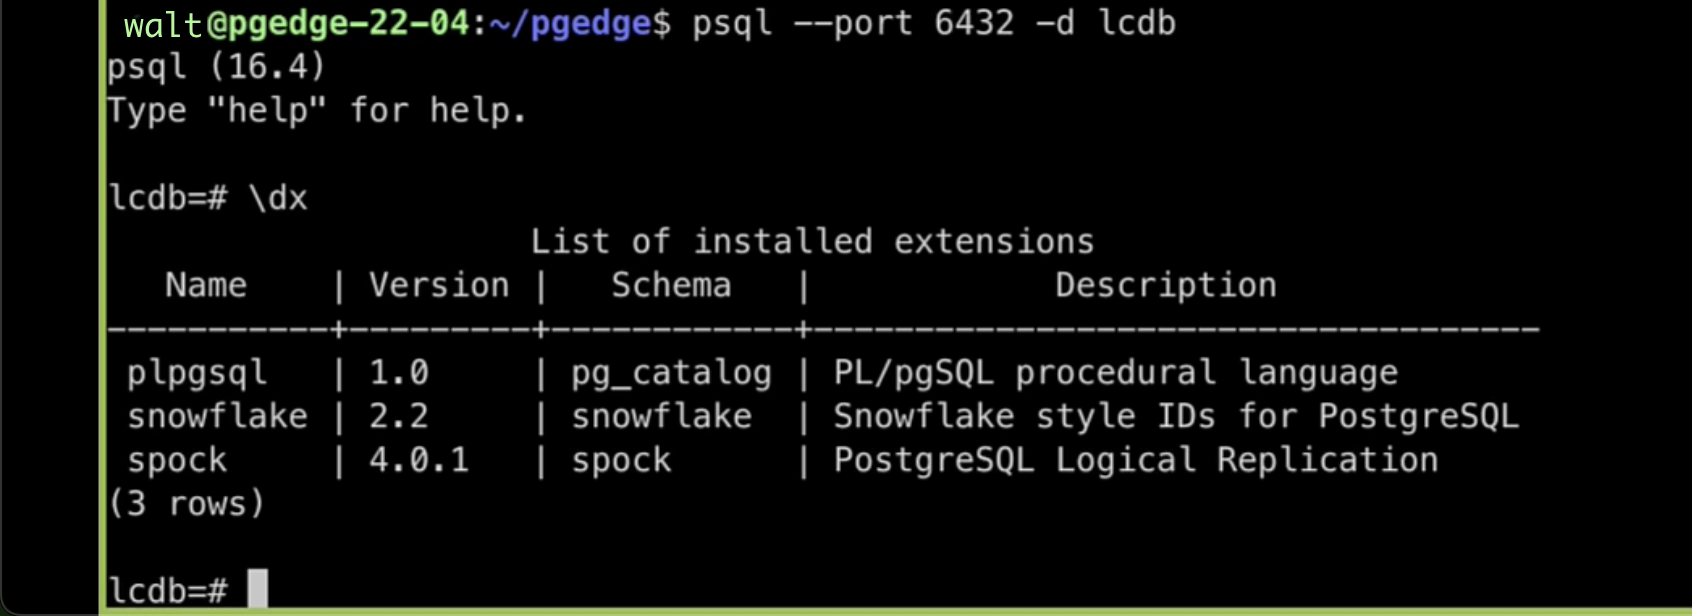 walt@pgedge-22-04:~/pgedge$ psql --port 6432 -d lcdb
psql (16.4)
Type "help" for help.
lcdb=# \dx
List of installed extensions
Name | Version | Schema | Description
-----------+---------+------------+------------------------------------
plpgsql | 1.0 | pg_catalog | PL/pgSQL procedural language
snowflake | 2.2 | snowflake | Snowflake style IDs for PostgreSQL
spock | 4.0.1 | spock | PostgreSQL Logical Replication
(3 rows)
lcdb=#